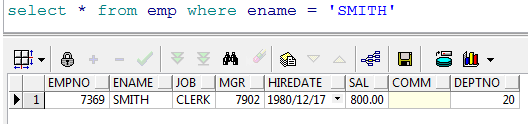 select * from emp where ename = 'SMITH'
EMPNO ENAME JOB MGR HIREDATE SAL COMM DEPTNO
1 7369 SMITH CLERK 7902 1980/12/17 800.00 20